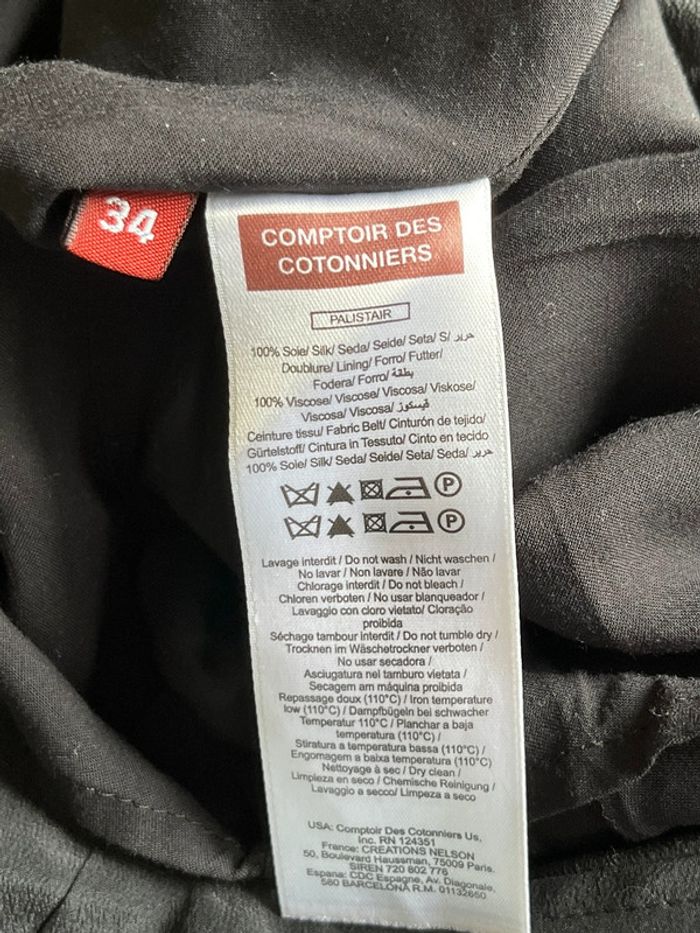 34
COMPTOIR DES
COTONNIERS
PALISTAIR
100% Soie/ Silk/ Seda/ Seide/ Seta/ S/ حرير
Doublure/ Lining/ Forro/ Futter/
Fodera/ Forro/ بطانة
100% Viscose/ Viscose/ Viscosa/ Viskose/
Viscosa/ Viscosa/ ڤيسكوز
Ceinture tissu/ Fabric Belt/ Cinturón de tejido/
Gürtelstoff/ Cintura in Tessuto/ Cinto en tecido
100% Soie/ Silk/ Seda/ Seide/ Seta/ Seda/ حرير
P
P
Lavage interdit / Do not wash / Nicht waschen /
No lavar / Non lavare / Não lavar
Chlorage interdit / Do not bleach /
Chloren verboten / No usar blanqueador /
Lavaggio con cloro vietato/ Cloração
proibida
Séchage tambour interdit / Do not tumble dry /
Trocknen im Wäschetrockner verboten /
No usar secadora /
Asciugatura nel tamburo vietata /
Secagem am máquina proibida
Repassage doux (110°C) / Iron temperature
low (110°C) / Dampfbügeln bei schwacher
Temperatur 110°C / Planchar a baja
temperatura (110°C) /
Stiratura a temperatura bassa (110°C) /
Engomagem a baixa temperatura (110°C)
Nettoyage à sec / Dry clean /
Limpieza en seco / Chemische Reinigung /
Lavaggio a secco/ Limpeza a seco
USA: Comptoir Des Cotonniers Us,
Inc. RN 124351
France: CREATIONS NELSON
50, Boulevard Haussman, 75009 Paris.
SIREN 720 802 776
Espana: CDC Espagne, Av. Diagonale,
580 BARCELONA R.M. 01132650